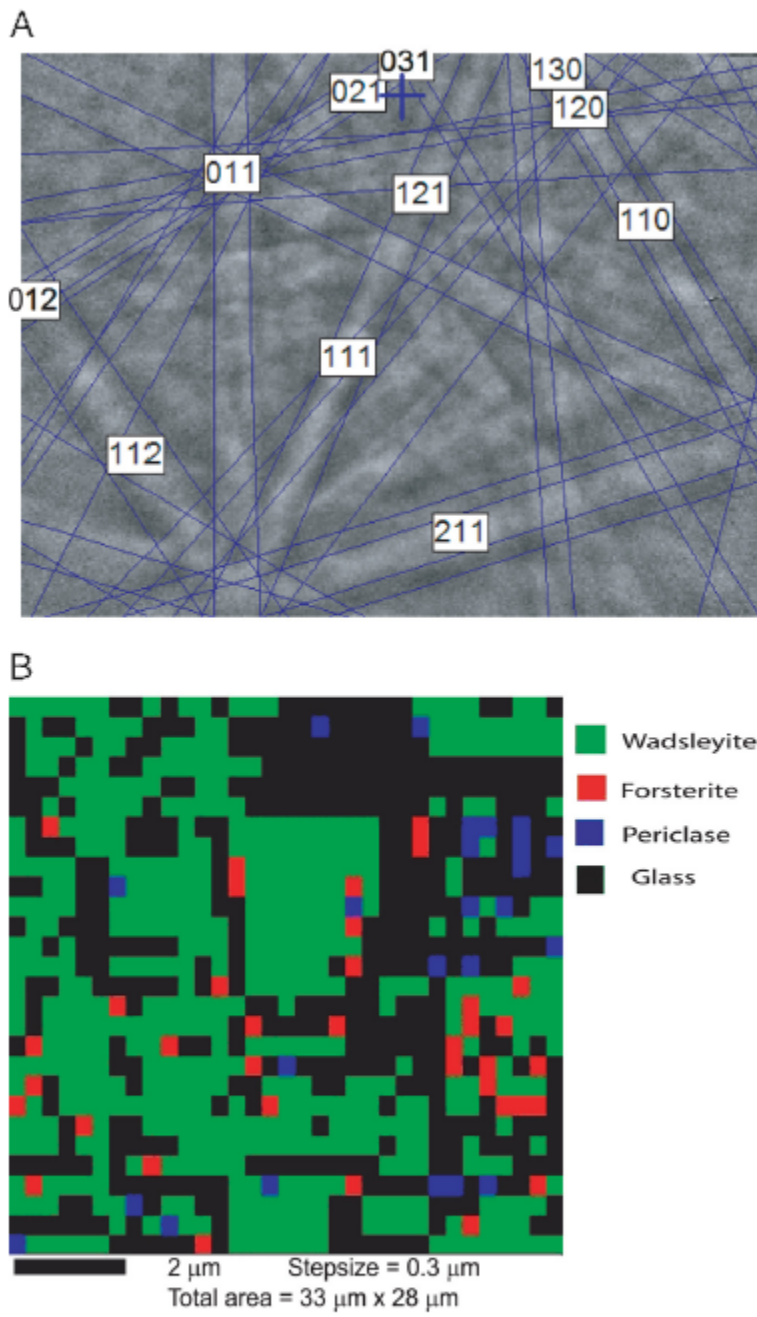 A
031
130
021
120
011
121
110
012
111
112
211
B
Wadsleyite
Forsterite
Periclase
Glass
2 μm Stepsize = 0.3 μm
Total area = 33 μm x 28 μm